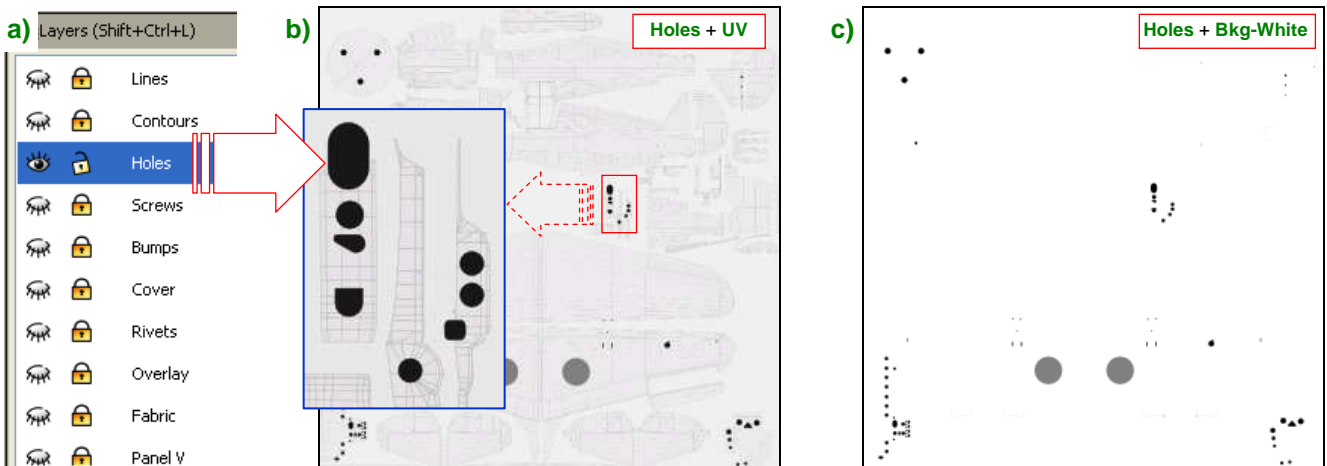 a)
Layers (Shift+Ctrl+L)
Lines
Contours
Holes
Screws
Bumps
Cover
Rivets
Overlay
Fabric
Panel V
b)
Holes + UV
c)
Holes + Bkg-White